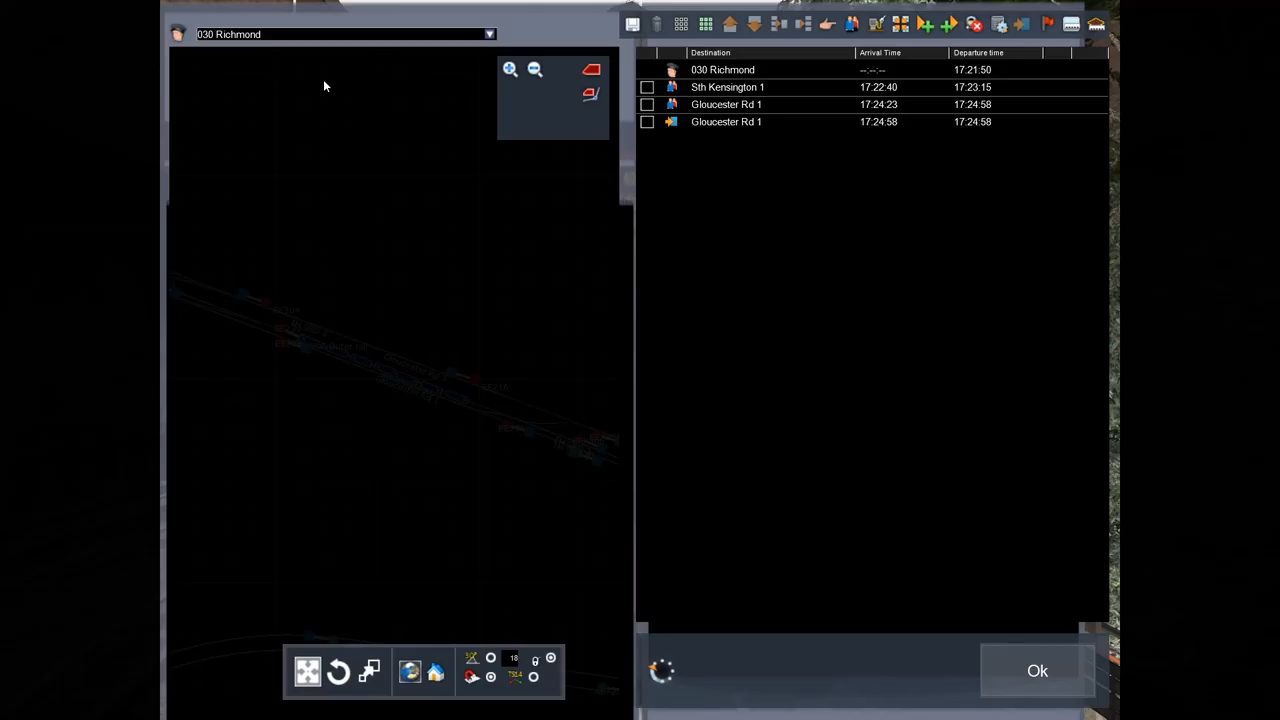 030 Richmond
Destination Arrival Time Departure time
030 Richmond --:--:-- 17:21:50
Sth Kensington 1 17:22:40 17:23:15
Gloucester Rd 1 17:24:23 17:24:58
Gloucester Rd 1 17:24:58 17:24:58
18
Ok